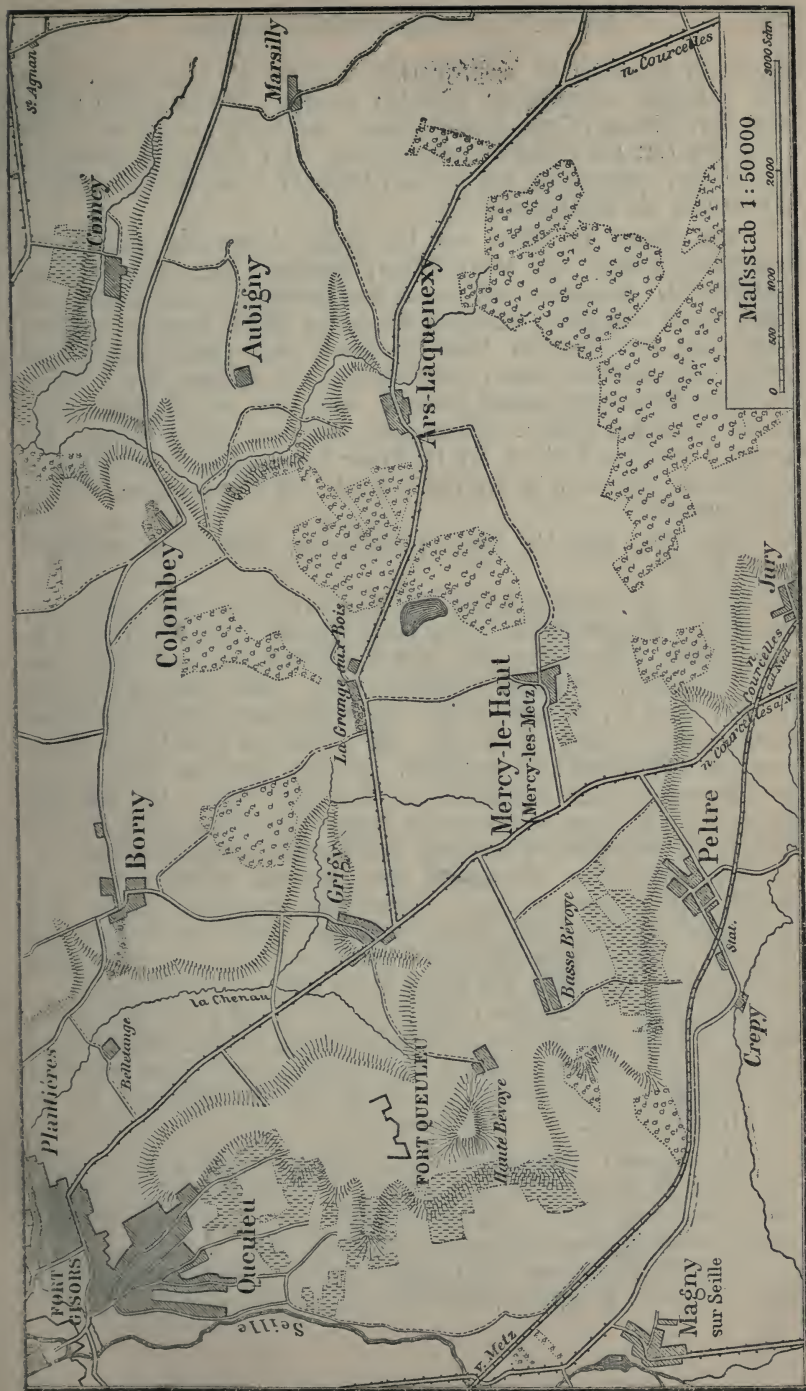 St. Agnan
Marsilly
n. Courcelles
Coincy
Aubigny
Ars-Laquenexy
Maßstab 1:50 000
0 500 1000 2000 3000 Schr.
Colombey
La Grange aux Bois
Mercy-le-Haut
(Mercy-les-Metz)
Jury
n. Courcelles
n. Courcelles a/N.
Borny
Grigy
Peltre
Stat.
Basse Bévoye
Crepy
la Chenau
Belletange
Plantières
FORT QUEULEU
Haute Bévoye
FORT
GISORS
Queuleu
Seille
v. Metz
Magny
sur Seille